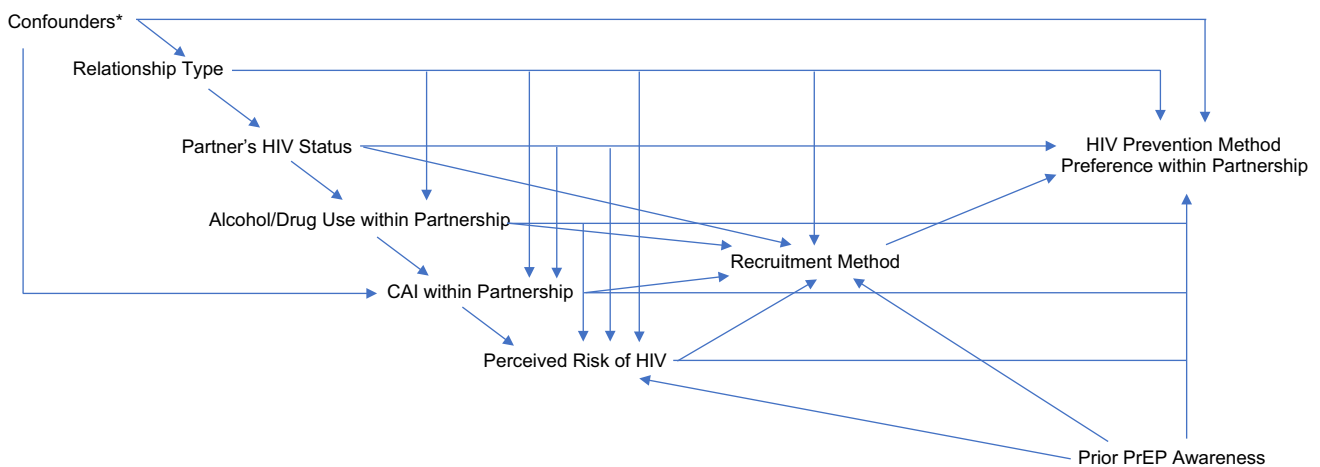 Confounders*
Relationship Type
Partner's HIV Status
HIV Prevention Method
Preference within Partnership
Alcohol/Drug Use within Partnership
Recruitment Method
CAI within Partnership
Perceived Risk of HIV
Prior PrEP Awareness